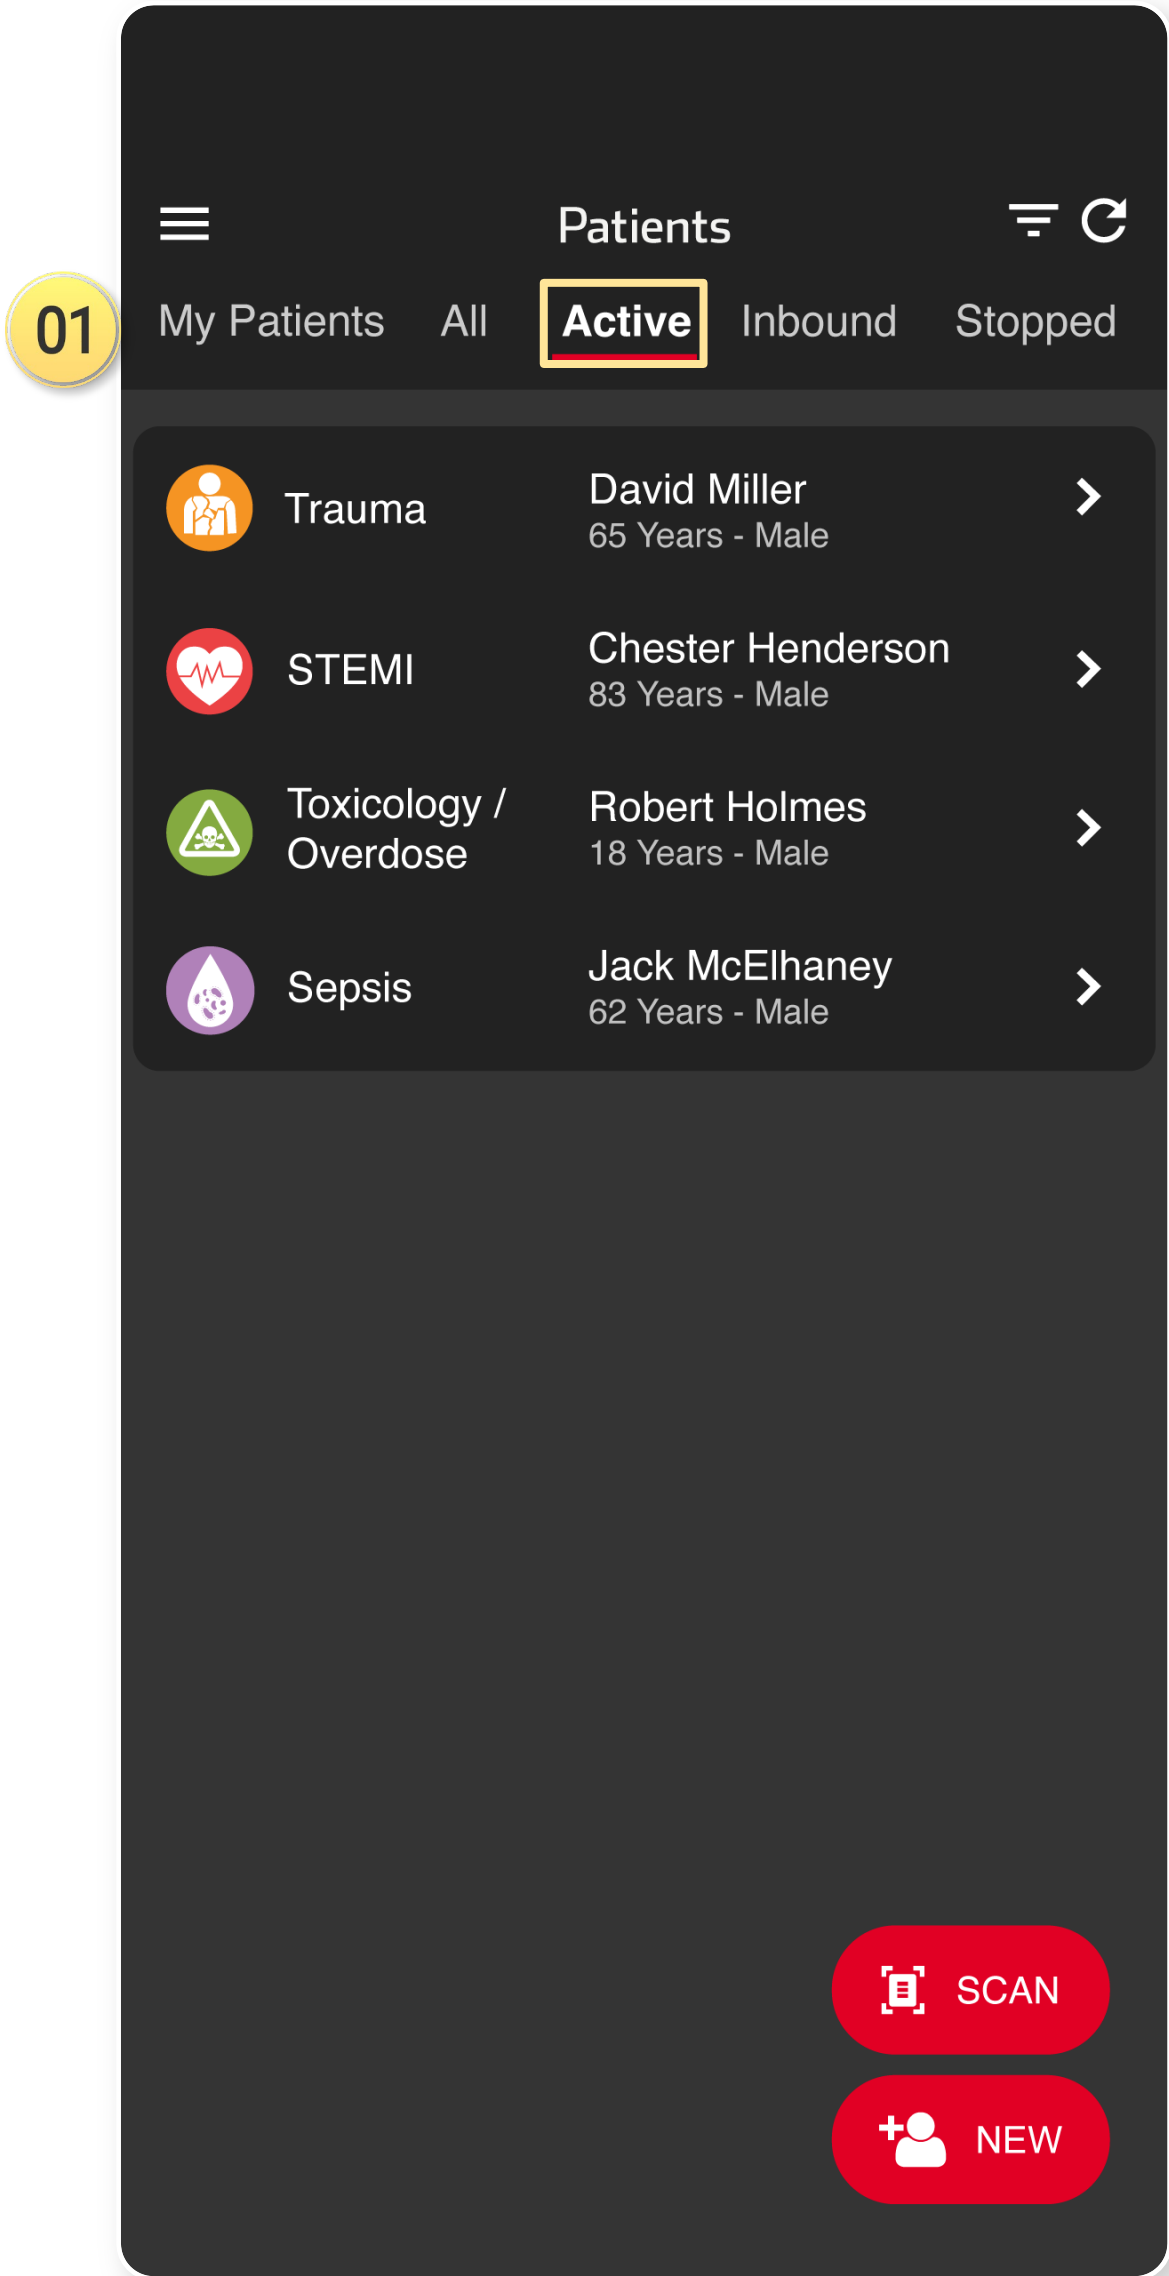 Patients
01
My Patients All Active Inbound Stopped
Trauma
David Miller
65 Years - Male
STEMI
Chester Henderson
83 Years - Male
Toxicology /
Overdose
Robert Holmes
18 Years - Male
Sepsis
Jack McElhaney
62 Years - Male
SCAN
NEW